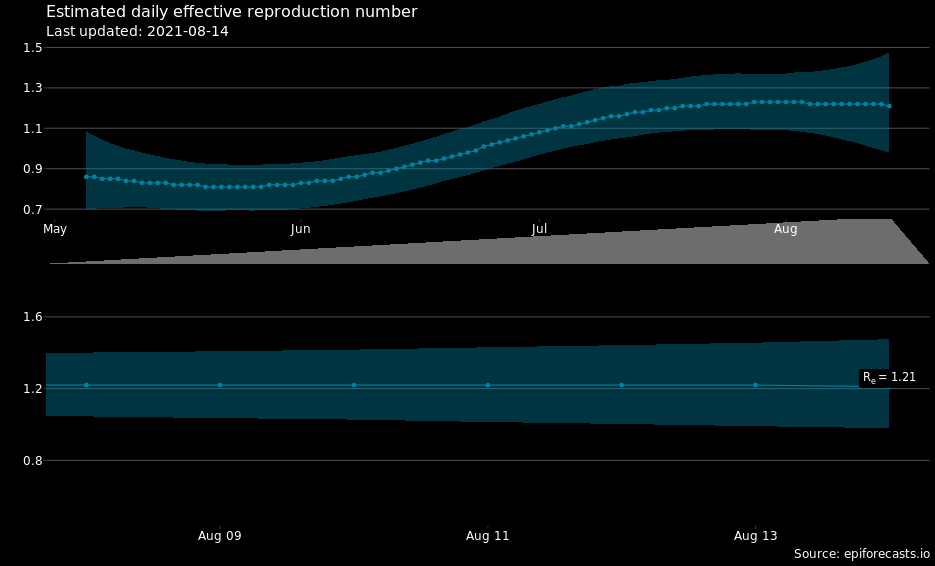 Estimated daily effective reproduction number
Last updated: 2021-08-14
1.5
1.3
1.1
0.9
0.7
May Jun Jul Aug
1.6
1.2
0.8
Re = 1.21
Aug 09 Aug 11 Aug 13
Source: epiforecasts.io